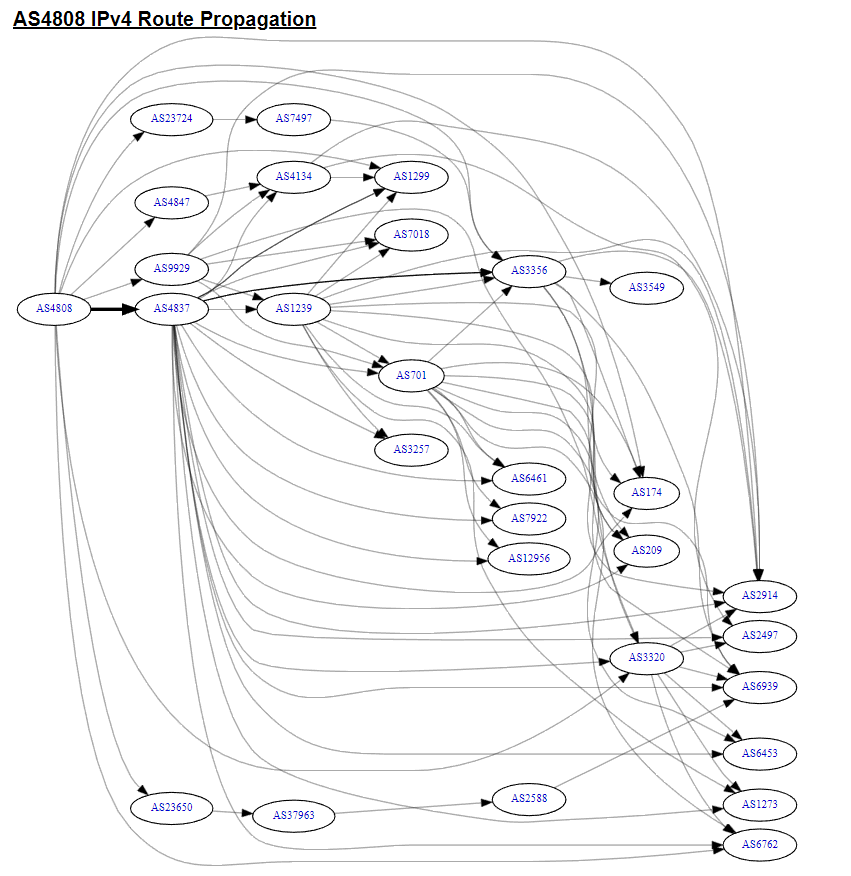 AS4808 IPv4 Route Propagation
AS23724
AS7497
AS4134
AS1299
AS4847
AS7018
AS9929
AS3356
AS3549
AS4808
AS4837
AS1239
AS701
AS3257
AS6461
AS174
AS7922
AS209
AS12956
AS2914
AS2497
AS3320
AS6939
AS6453
AS2588
AS1273
AS23650
AS37963
AS6762